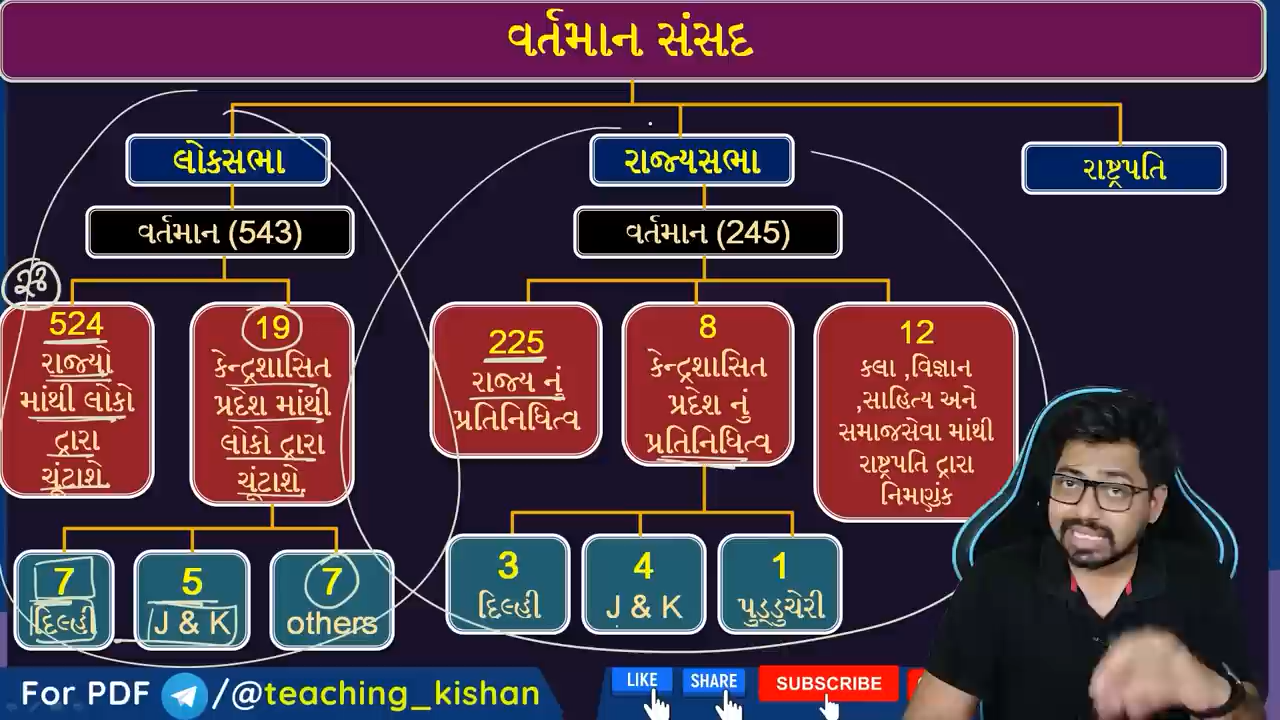 વર્તમાન સંસદ
લોકસભા
રાજ્યસભા
રાષ્ટ્રપતિ
વર્તમાન (543)
વર્તમાન (245)
28
524
રાજ્યો
માંથી લોકો
દ્રારા
ચૂંટાશે.
19
કેન્દ્રશાસિત
પ્રદેશ માંથી
લોકો દ્રારા
ચૂંટાશે.
225
રાજ્ય નું
પ્રતિનિધિત્વ
8
કેન્દ્રશાસિત
પ્રદેશ નું
પ્રતિનિધિત્વ
12
કલા ,વિજ્ઞાન
,સાહિત્ય અને
સમાજસેવા માંથી
રાષ્ટ્રપતિ દ્રારા
નિમણુંક
7
દિલ્હી
5
J & K
7
others
3
દિલ્હી
4
J & K
1
પુડ્ડુચેરી
For PDF /@teaching_kishan
LIKE
SHARE
SUBSCRIBE